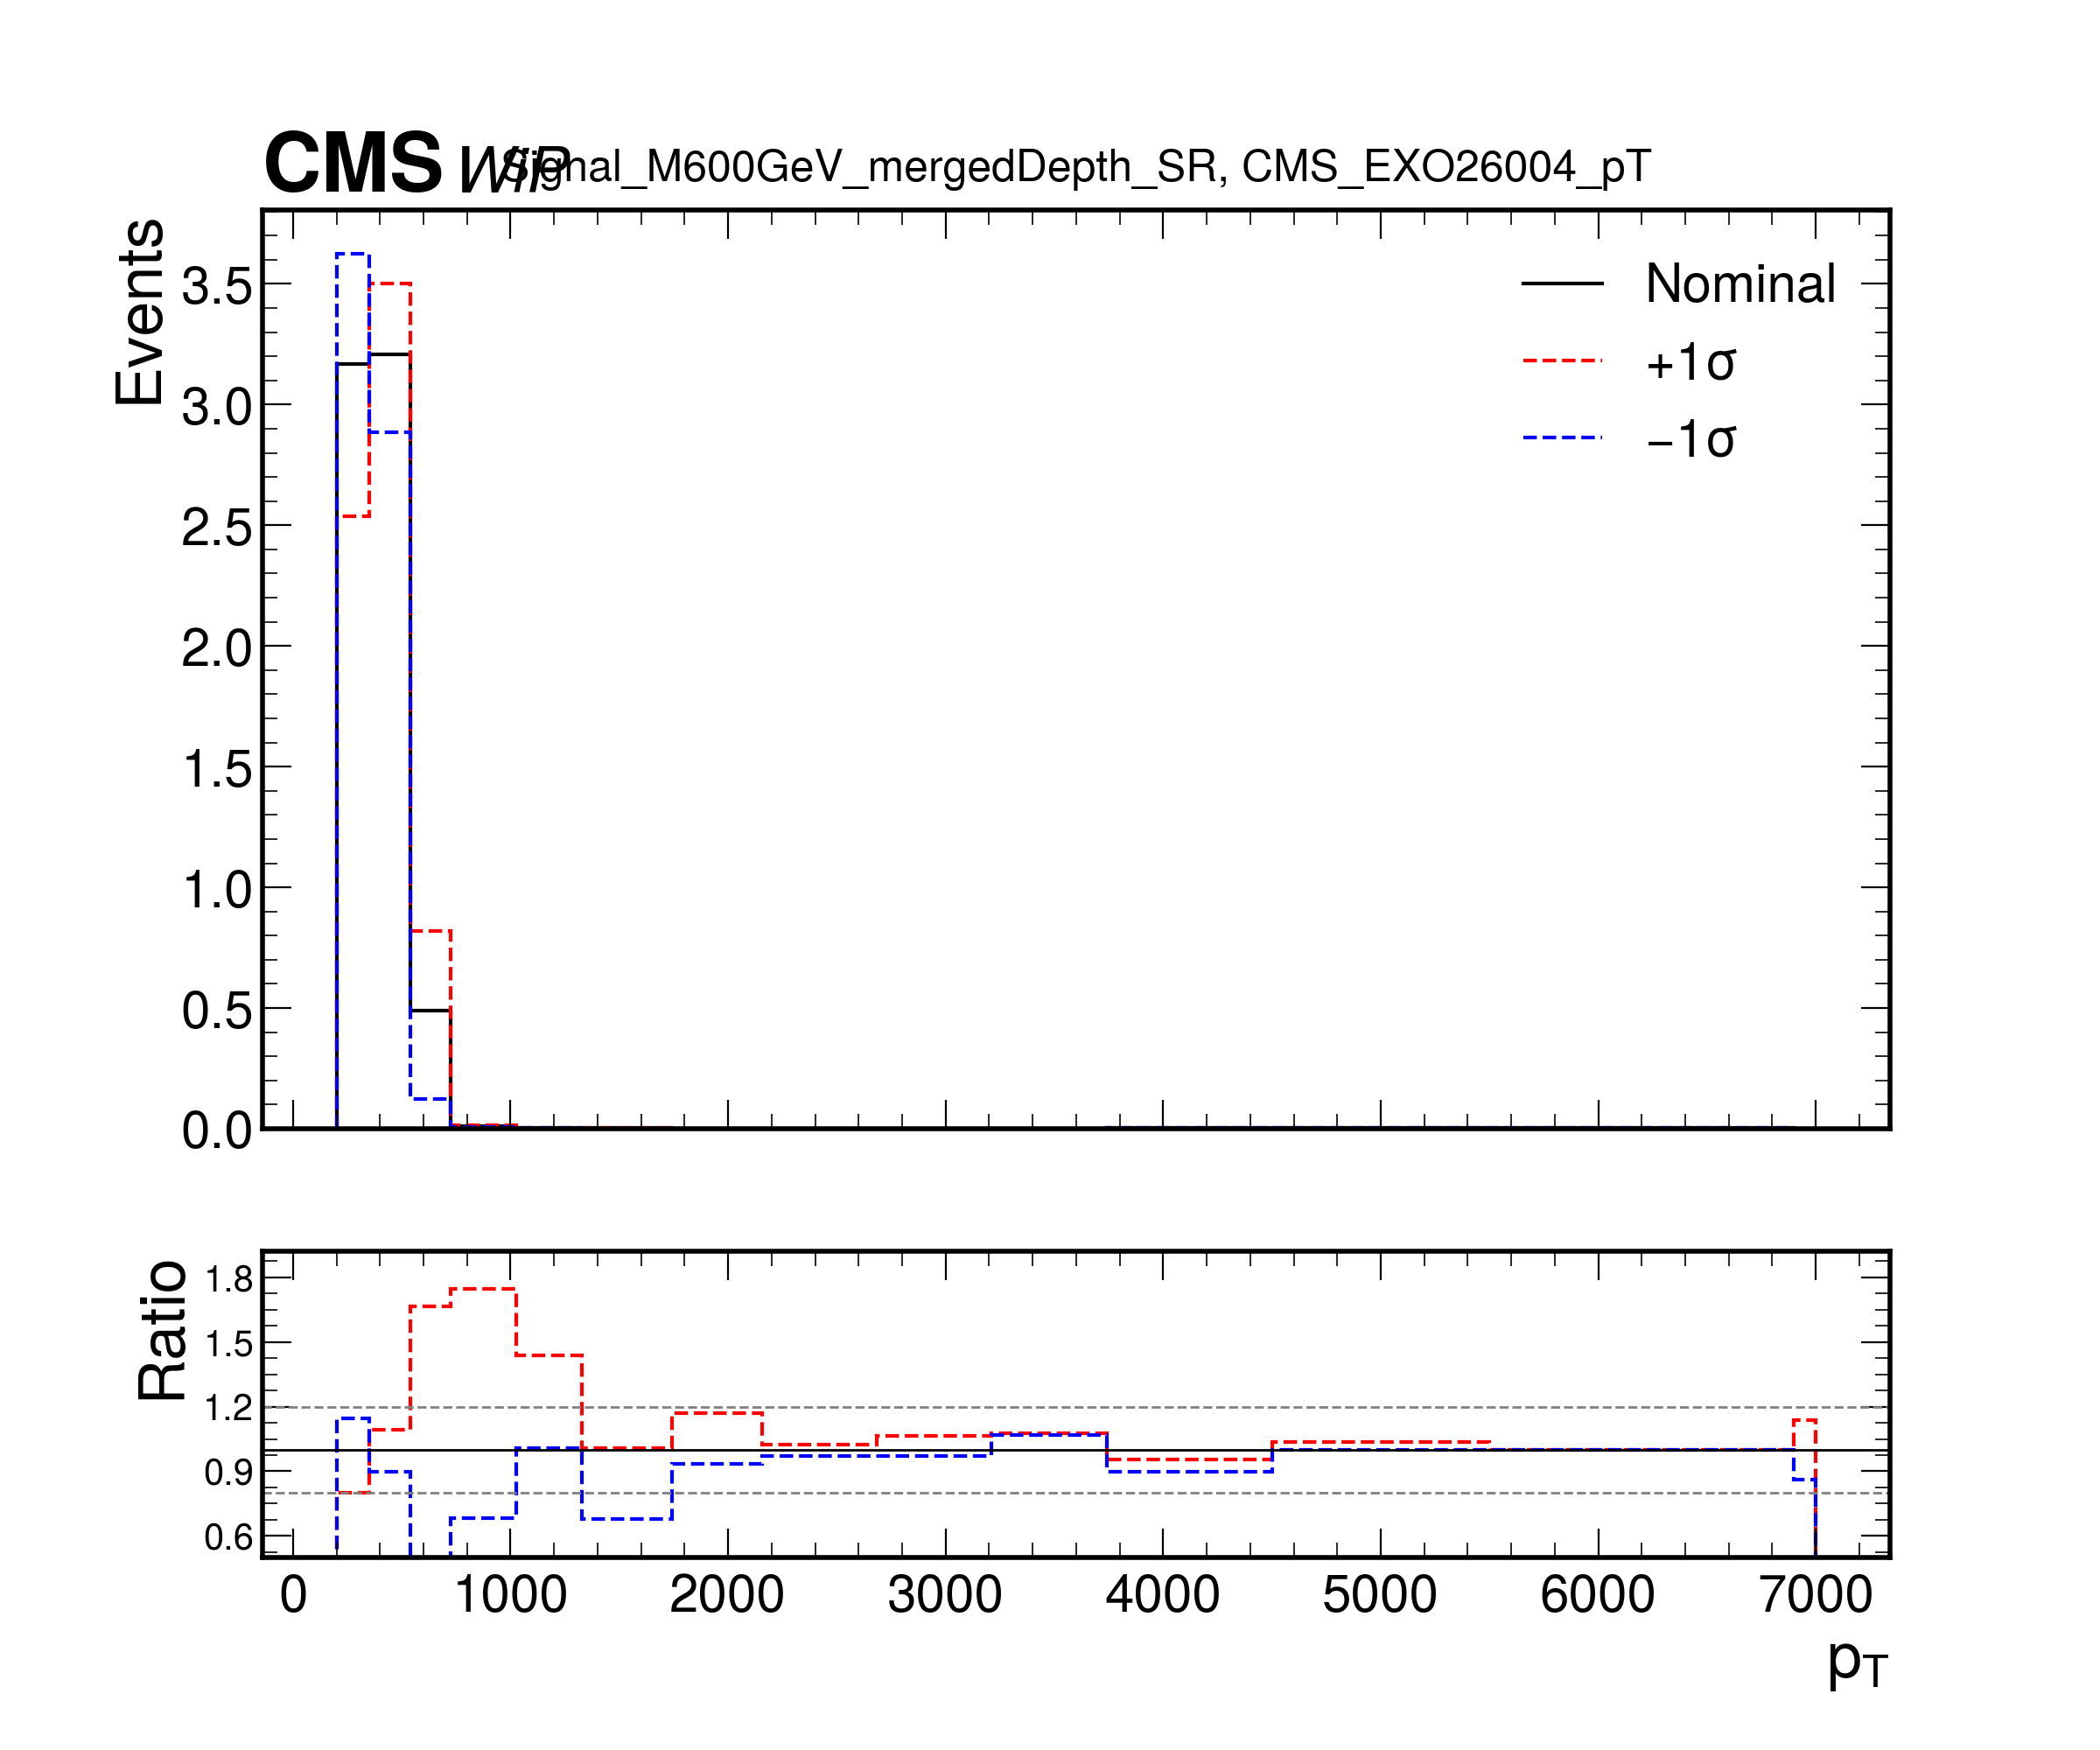 CMS WiP Signal_M600GeV_mergedDepth_SR, CMS_EXO26004_pT
Events
3.5
3.0
2.5
2.0
1.5
1.0
0.5
0.0
Nominal
+1σ
−1σ
Ratio
1.8
1.5
1.2
0.9
0.6
0 1000 2000 3000 4000 5000 6000 7000
pT